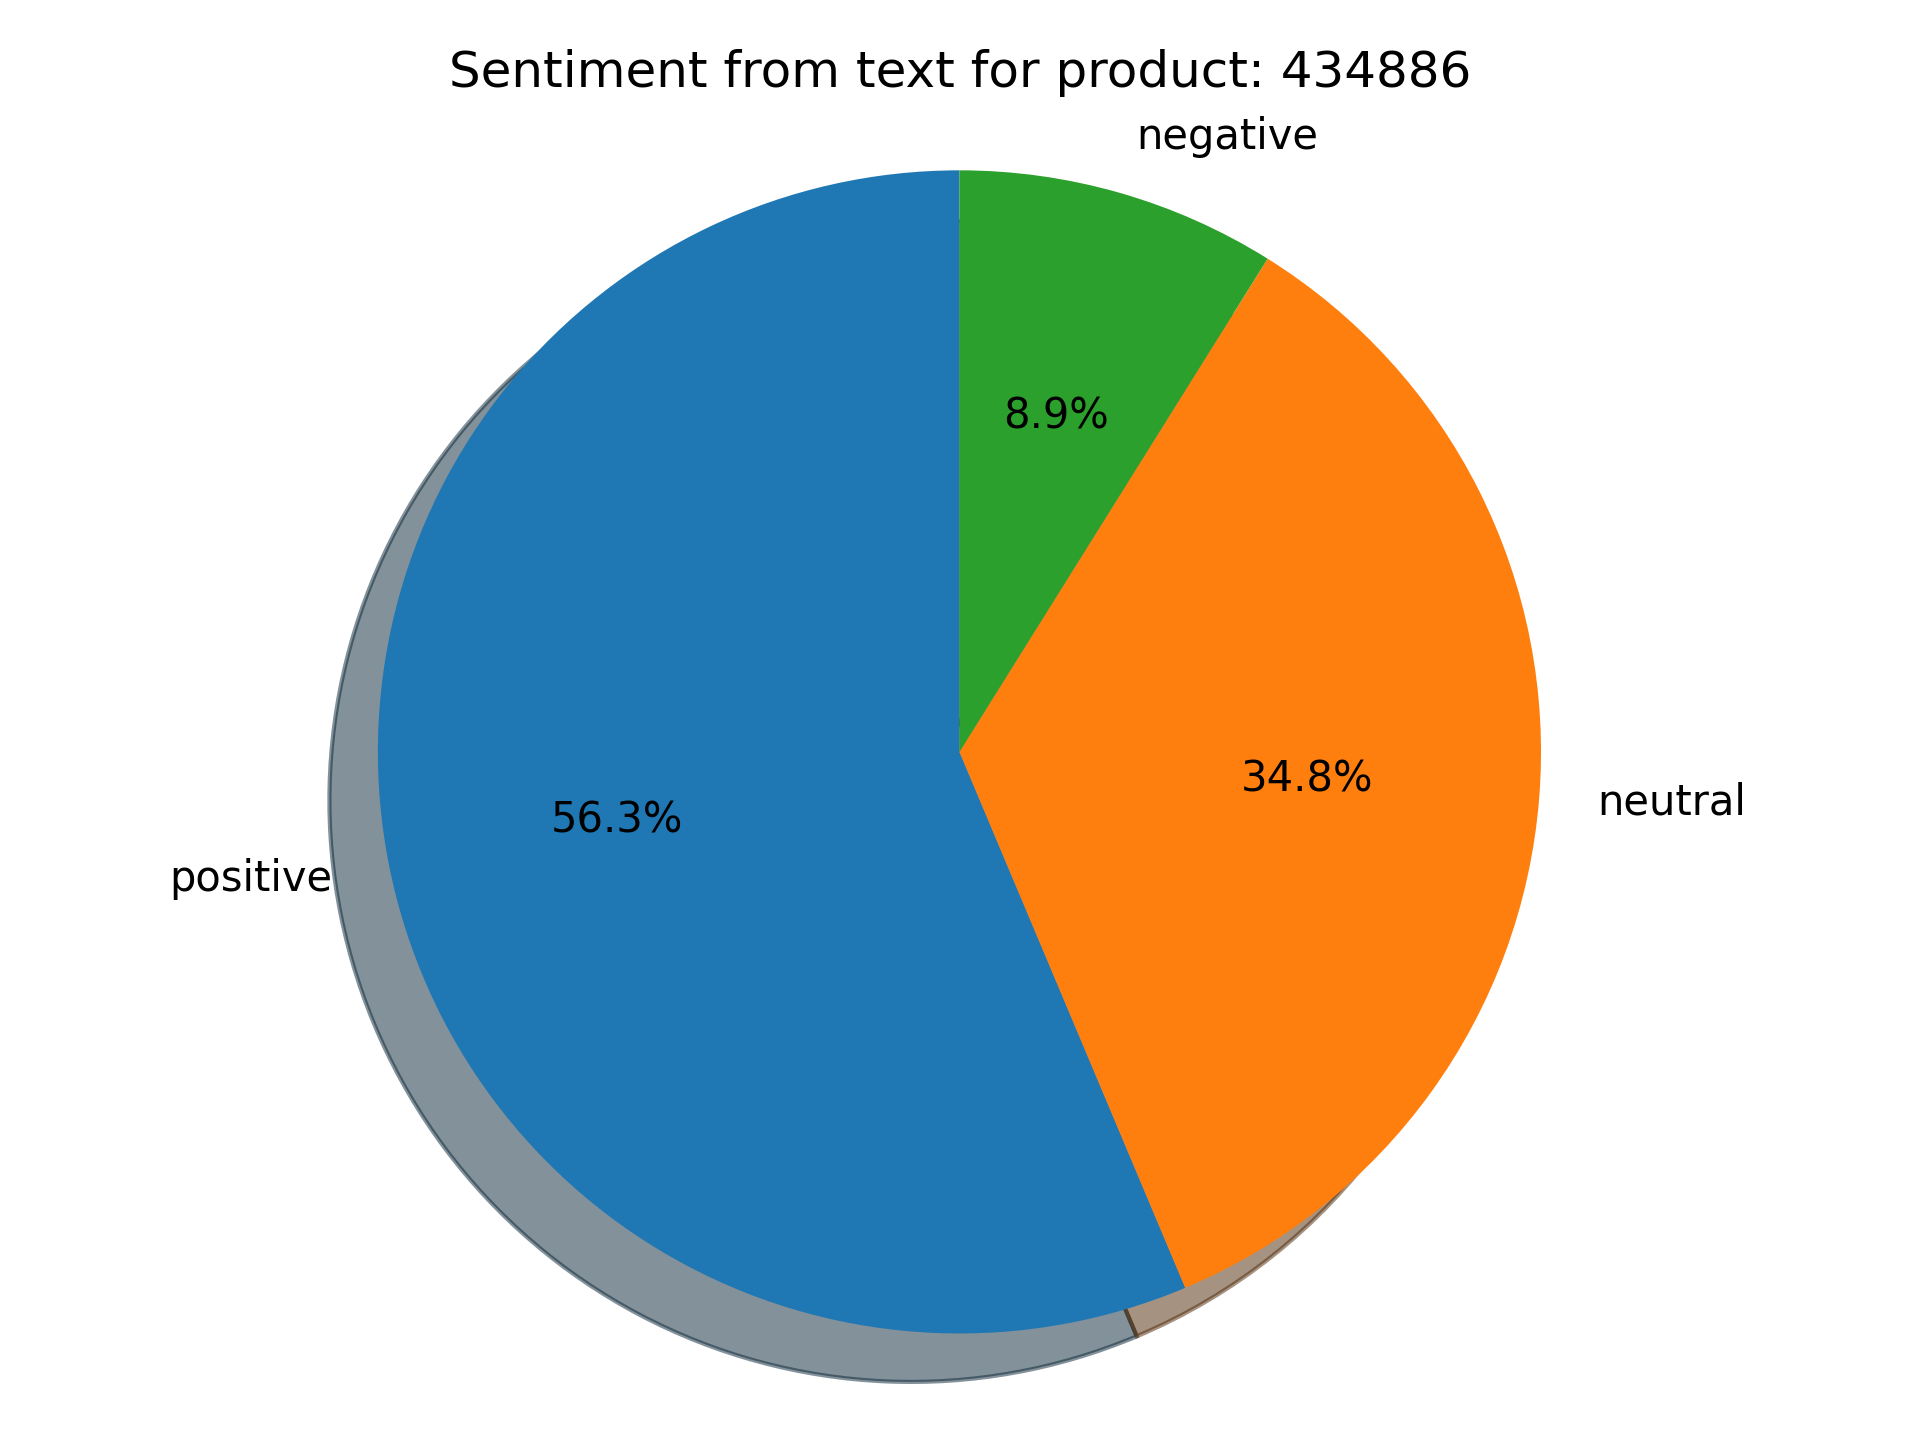 Sentiment from text for product: 434886
negative
8.9%
34.8%
neutral
56.3%
positive